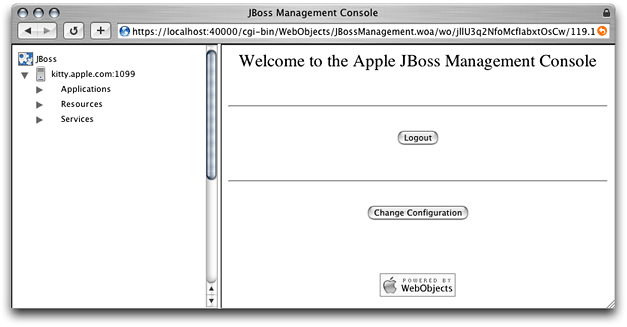 JBoss Management Console
https://localhost:40000/cgi-bin/WebObjects/JBossManagement.woa/wo/jllU3q2NfoMcflabxtOsCw/119.1
JBoss
kitty.apple.com:1099
Applications
Resources
Services
Welcome to the Apple JBoss Management Console
Logout
Change Configuration
POWERED BY
WebObjects